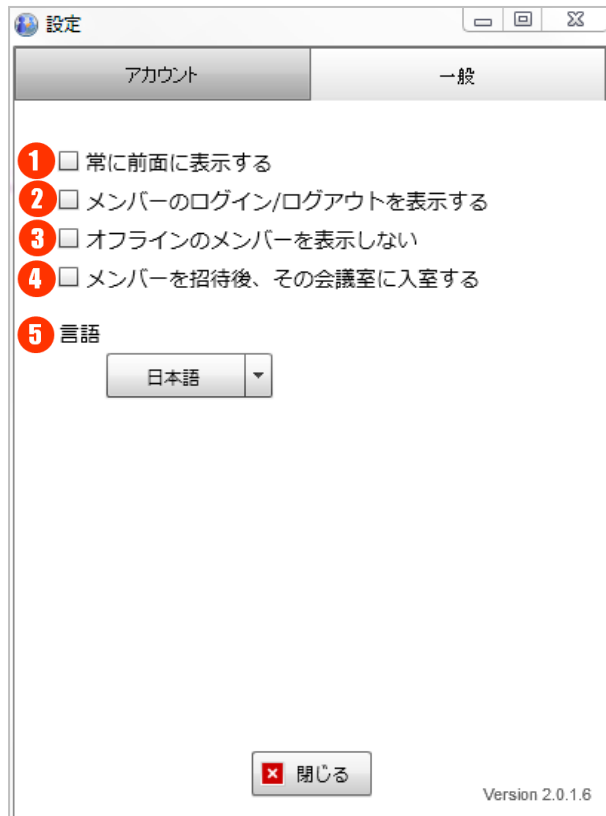 設定
アカウント 一般
1 常に前面に表示する
2 メンバーのログイン/ログアウトを表示する
3 オフラインのメンバーを表示しない
4 メンバーを招待後、その会議室に入室する
5 言語
日本語
閉じる
Version 2.0.1.6